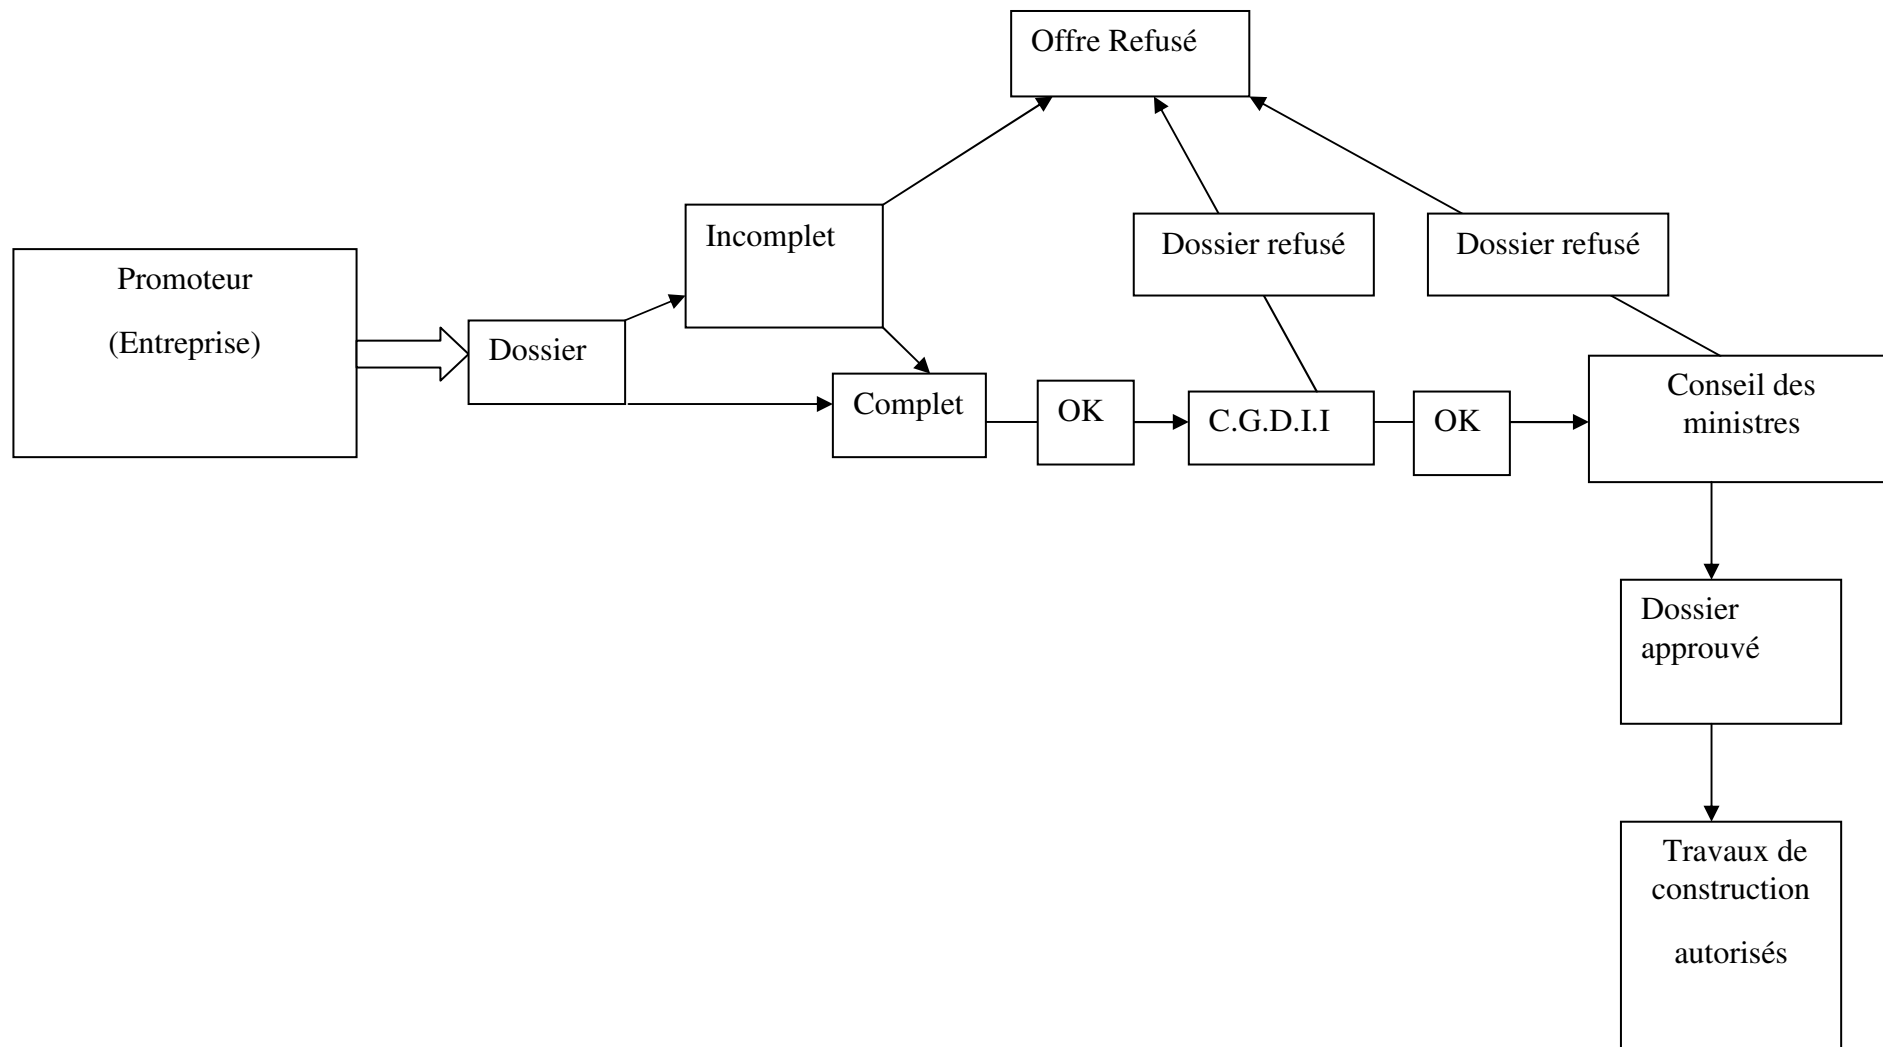 Offre Refusé
Incomplet
Dossier refusé
Dossier refusé
Promoteur
(Entreprise)
Dossier
Complet
OK
C.G.D.I.I
OK
Conseil des
ministres
Dossier
approuvé
Travaux de
construction
autorisés